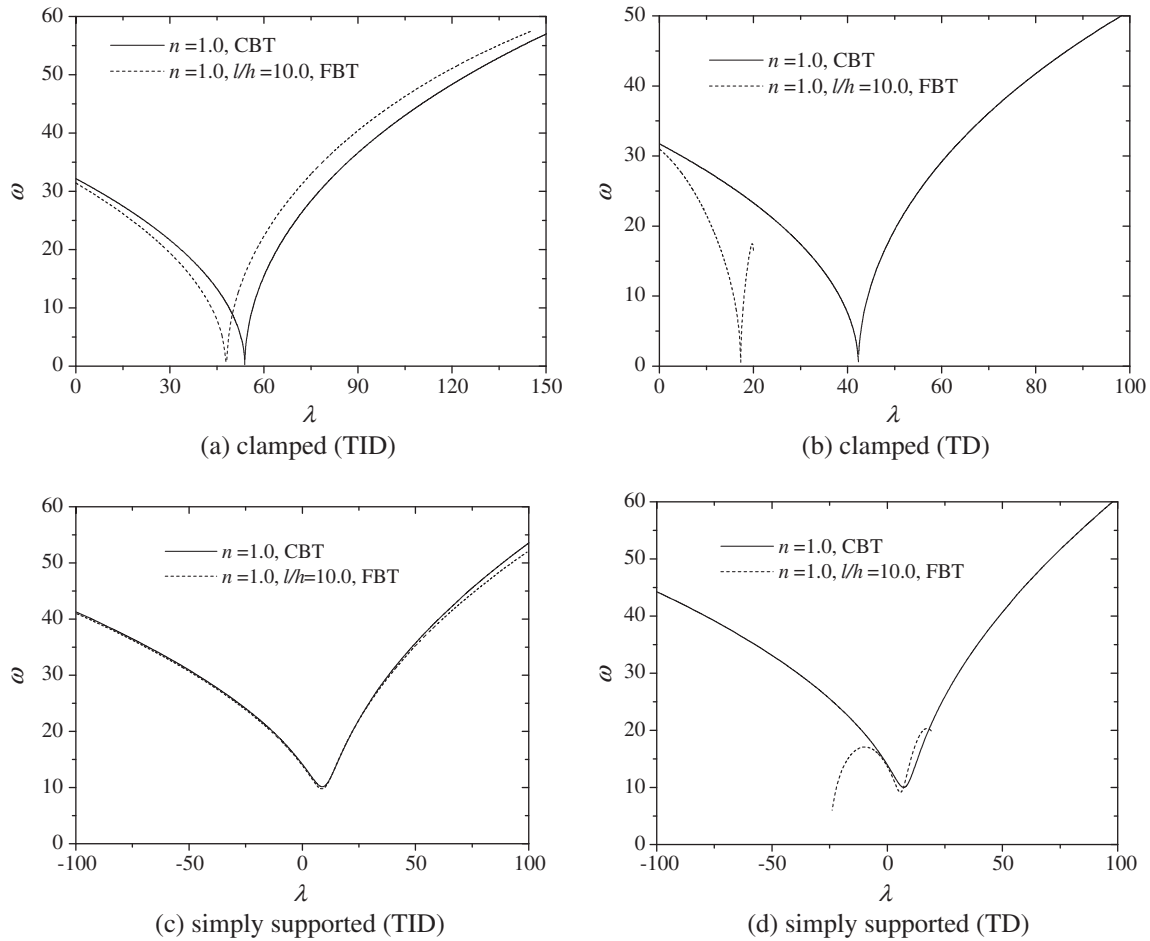 60
50
40
30
20
10
0
ω
n =1.0, CBT
n =1.0, l/h =10.0, FBT
0 30 60 90 120 150
λ
(a) clamped (TID)
50
40
30
20
10
0
ω
n =1.0, CBT
n =1.0, l/h =10.0, FBT
0 20 40 60 80 100
λ
(b) clamped (TD)
60
50
40
30
20
10
0
ω
n =1.0, CBT
n =1.0, l/h=10.0, FBT
-100 -50 0 50 100
λ
(c) simply supported (TID)
60
50
40
30
20
10
0
ω
n =1.0, CBT
n =1.0, l/h =10.0, FBT
-100 -50 0 50 100
λ
(d) simply supported (TD)